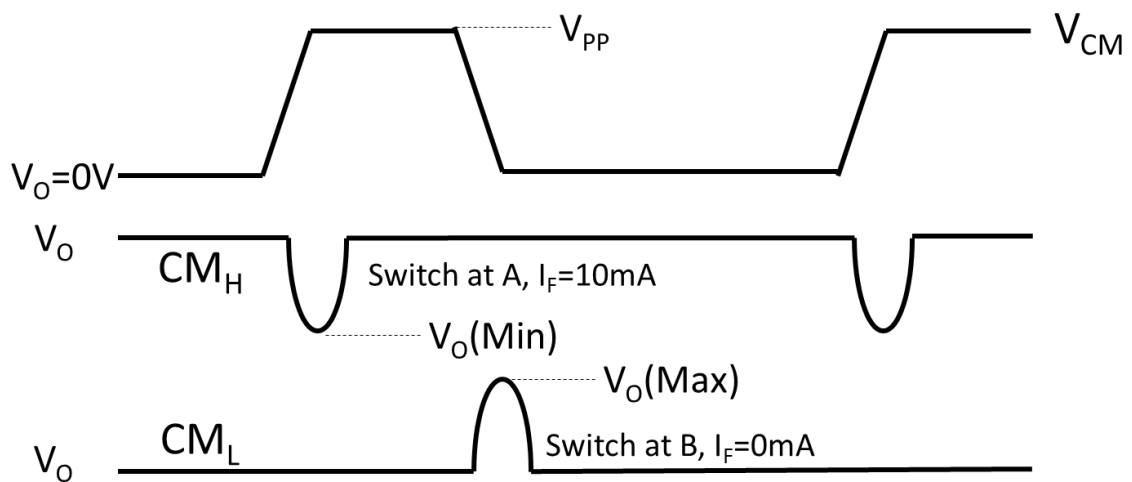 V_PP
V_CM
V_O=0V
V_O
CM_H
Switch at A, I_F=10mA
V_O(Min)
V_O(Max)
CM_L
Switch at B, I_F=0mA
V_O